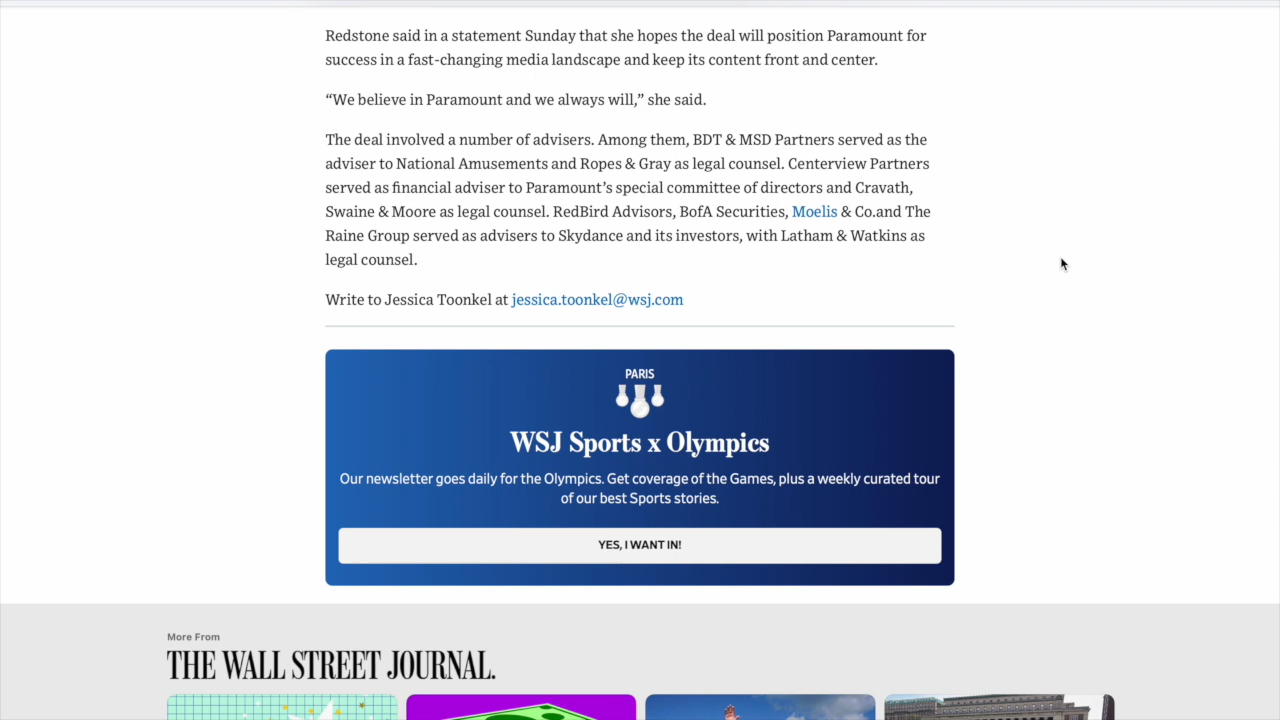 Redstone said in a statement Sunday that she hopes the deal will position Paramount for
success in a fast-changing media landscape and keep its content front and center.
“We believe in Paramount and we always will,” she said.
The deal involved a number of advisers. Among them, BDT & MSD Partners served as the
adviser to National Amusements and Ropes & Gray as legal counsel. Centerview Partners
served as financial adviser to Paramount’s special committee of directors and Cravath,
Swaine & Moore as legal counsel. RedBird Advisors, BofA Securities, Moelis & Co.and The
Raine Group served as advisers to Skydance and its investors, with Latham & Watkins as
legal counsel.
Write to Jessica Toonkel at jessica.toonkel@wsj.com
PARIS
WSJ Sports x Olympics
Our newsletter goes daily for the Olympics. Get coverage of the Games, plus a weekly curated tour
of our best Sports stories.
YES, I WANT IN!
More From
THE WALL STREET JOURNAL.